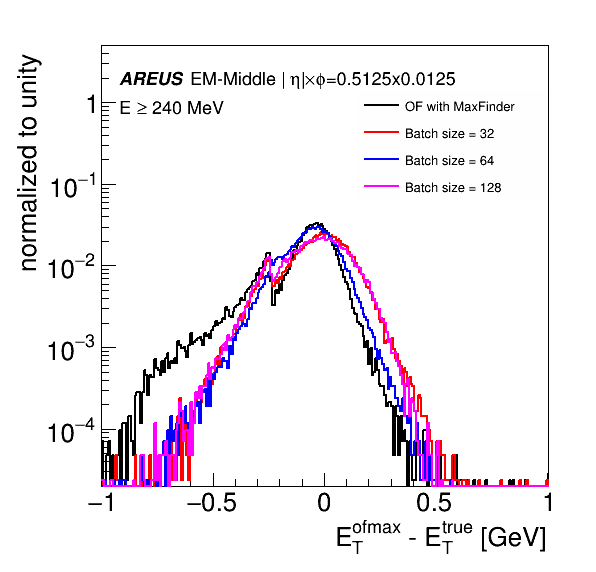 AREUS EM-Middle | η|×ϕ=0.5125x0.0125
E ≥ 240 MeV
OF with MaxFinder
Batch size = 32
Batch size = 64
Batch size = 128
normalized to unity
1
10−1
10−2
10−3
10−4
−1 −0.5 0 0.5 1
E_T^ofmax - E_T^true [GeV]